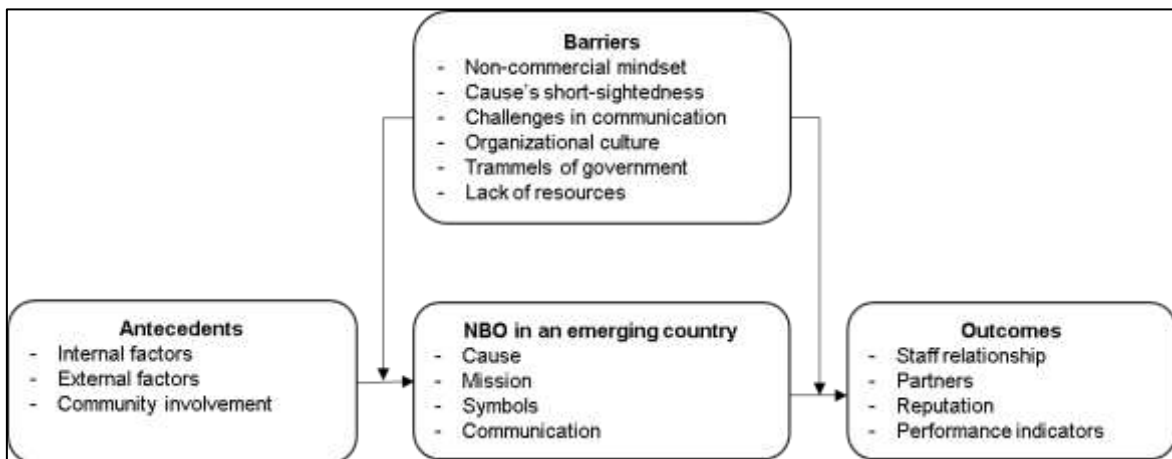 Barriers
- Non-commercial mindset
- Cause's short-sightedness
- Challenges in communication
- Organizational culture
- Trammels of government
- Lack of resources
Antecedents
- Internal factors
- External factors
- Community involvement
NBO in an emerging country
- Cause
- Mission
- Symbols
- Communication
Outcomes
- Staff relationship
- Partners
- Reputation
- Performance indicators